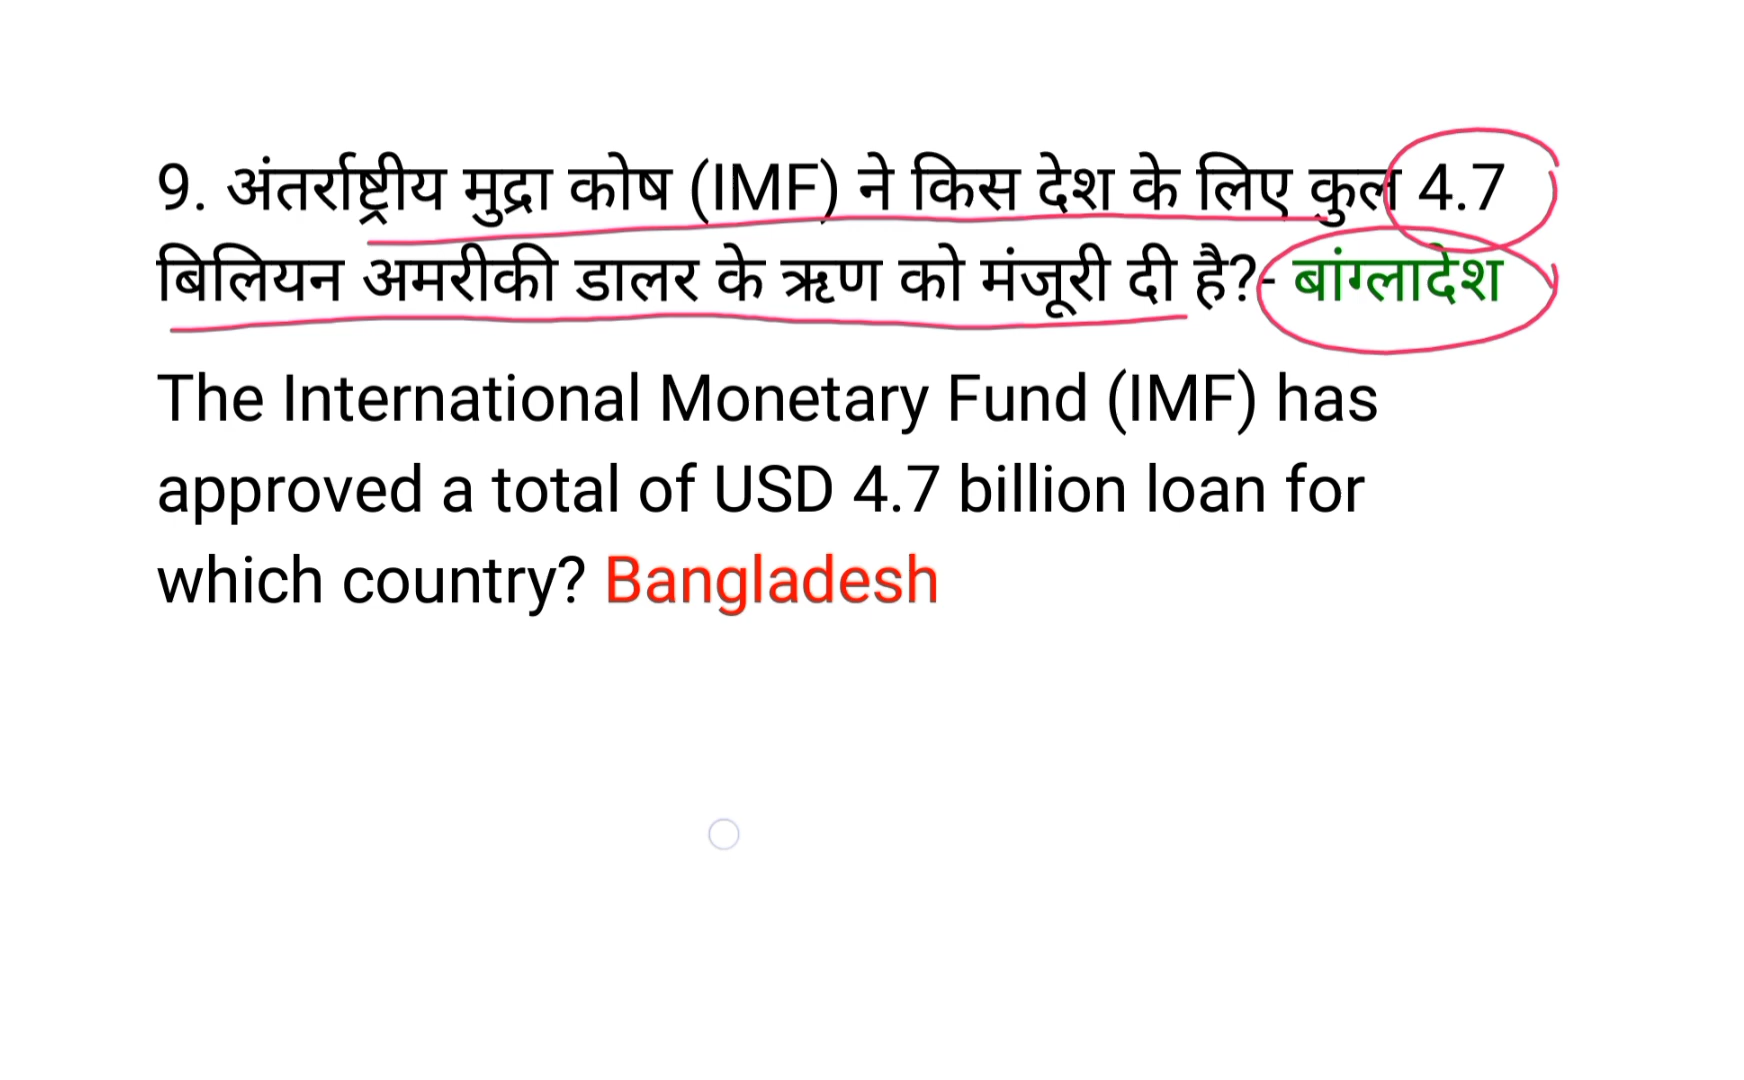 9. अंतर्राष्ट्रीय मुद्रा कोष (IMF) ने किस देश के लिए कुल 4.7
बिलियन अमरीकी डालर के ऋण को मंजूरी दी है?- बांग्लादेश
The International Monetary Fund (IMF) has
approved a total of USD 4.7 billion loan for
which country? Bangladesh